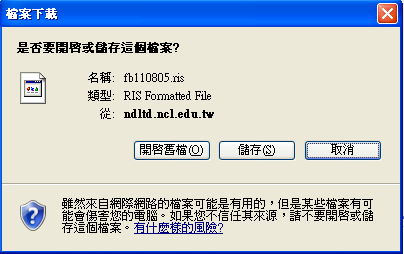 檔案下載
是否要開啟或儲存這個檔案?
名稱: fb110805.ris
類型: RIS Formatted File
從: ndltd.ncl.edu.tw
開啟舊檔(O) 儲存(S) 取消
雖然來自網際網路的檔案可能是有用的，但是某些檔案有可
能會傷害您的電腦。如果您不信任其來源，請不要開啟或儲
存這個檔案。有什麼樣的風險?